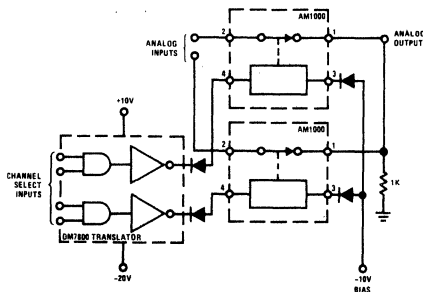 AM1000
ANALOG
INPUTS
2
1
ANALOG
OUTPUT
4
3
AM1000
+10V
2
1
CHANNEL
SELECT
INPUTS
4
3
1K
DM7800 TRANSLATOR
-20V
-10V
BIAS